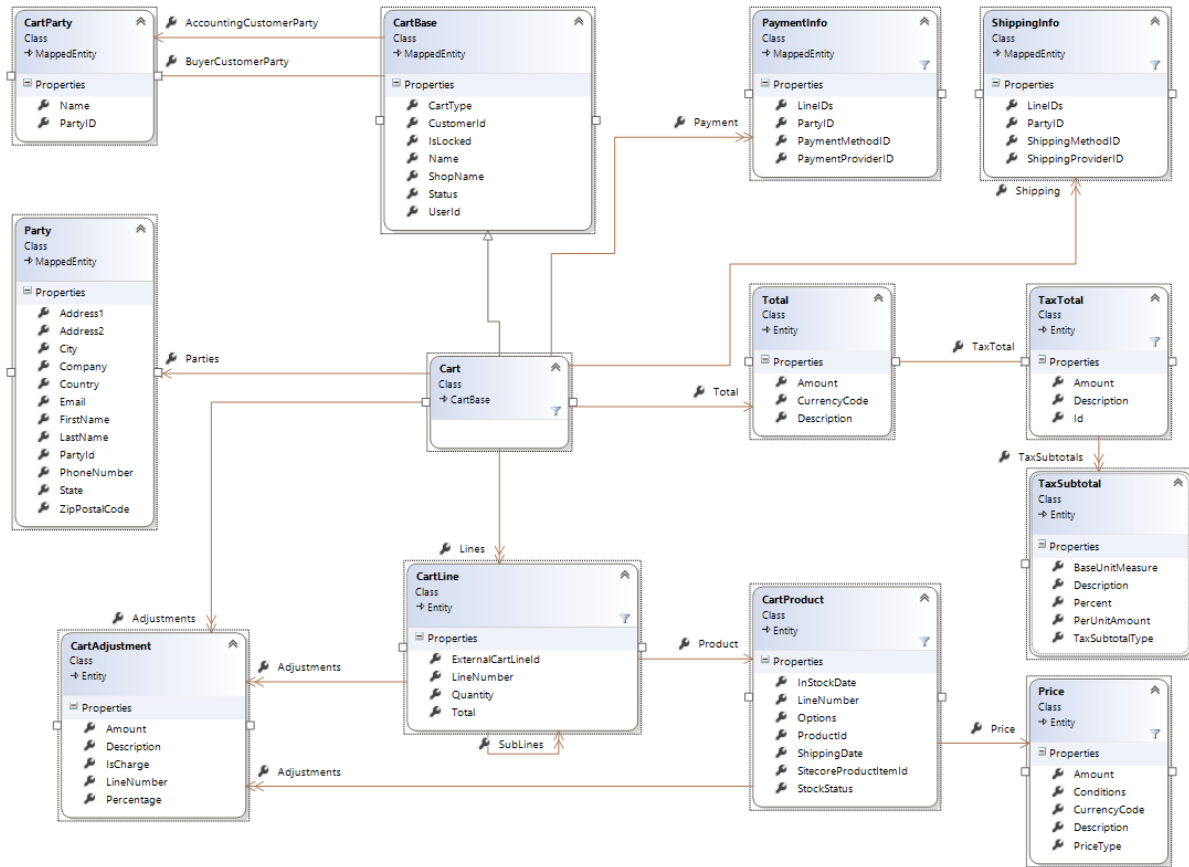 CartParty
Class
MappedEntity
Properties
Name
PartyID
AccountingCustomerParty
BuyerCustomerParty
CartBase
Class
MappedEntity
Properties
CartType
CustomerId
IsLocked
Name
ShopName
Status
UserId
Payment
PaymentInfo
Class
MappedEntity
Properties
LineIDs
PartyID
PaymentMethodID
PaymentProviderID
ShippingInfo
Class
MappedEntity
Properties
LineIDs
PartyID
ShippingMethodID
ShippingProviderID
Shipping
Party
Class
MappedEntity
Properties
Address1
Address2
City
Company
Country
Email
FirstName
LastName
PartyId
PhoneNumber
State
ZipPostalCode
Parties
Cart
Class
CartBase
Total
Total
Class
Entity
Properties
Amount
CurrencyCode
Description
TaxTotal
TaxTotal
Class
Entity
Properties
Amount
Description
Id
TaxSubtotals
TaxSubtotal
Class
Entity
Properties
BaseUnitMeasure
Description
Percent
PerUnitAmount
TaxSubtotalType
Lines
CartLine
Class
Entity
Properties
ExternalCartLineId
LineNumber
Quantity
Total
SubLines
Adjustments
CartAdjustment
Class
Entity
Properties
Amount
Description
IsCharge
LineNumber
Percentage
Adjustments
Adjustments
Product
CartProduct
Class
Entity
Properties
InStockDate
LineNumber
Options
ProductId
ShippingDate
SitecoreProductItemId
StockStatus
Price
Price
Class
Entity
Properties
Amount
Conditions
CurrencyCode
Description
PriceType